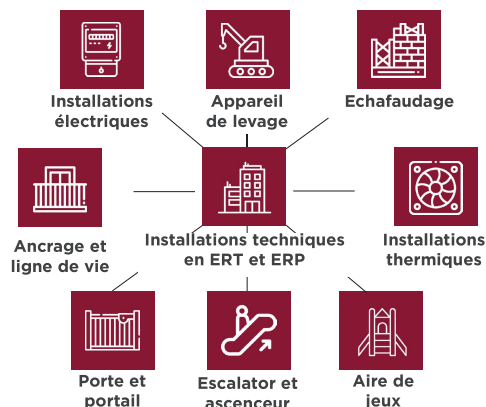 Installations
électriques
Appareil
de levage
Echafaudage
Ancrage et
ligne de vie
Installations techniques
en ERT et ERP
Installations
thermiques
Porte et
portail
Escalator et
ascenceur
Aire de
jeux